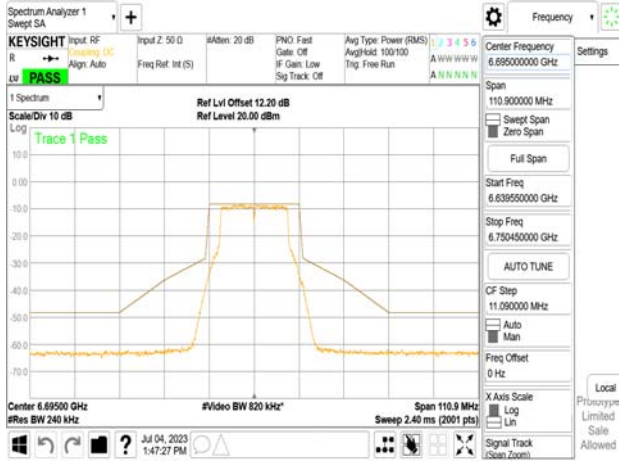 Spectrum Analyzer 1
Swept SA
+
Frequency
KEYSIGHT
R
LW
PASS
Input: RF
Coupling: DC
Align: Auto
Input Z: 50 Ω
Freq Ref: Int (S)
#Atten: 20 dB
PNO: Fast
Gate: Off
IF Gain: Low
Sig Track: Off
Avg Type: Power (RMS)
Avg|Hold: 100/100
Trig: Free Run
1 2 3 4 5 6
A W W W W W
A N N N N N
1 Spectrum
Scale/Div 10 dB
Ref Lvl Offset 12.20 dB
Ref Level 20.00 dBm
Log
Trace 1 Pass
10.0
0.00
-10.0
-20.0
-30.0
-40.0
-50.0
-60.0
-70.0
Center 6.69500 GHz
#Res BW 240 kHz
#Video BW 820 kHz*
Span 110.9 MHz
Sweep 2.40 ms (2001 pts)
?
Jul 04, 2023
1:47:27 PM
Center Frequency
6.695000000 GHz
Settings
Span
110.900000 MHz
Swept Span
Zero Span
Full Span
Start Freq
6.639550000 GHz
Stop Freq
6.750450000 GHz
AUTO TUNE
CF Step
11.090000 MHz
Auto
Man
Freq Offset
0 Hz
X Axis Scale
Log
Lin
Signal Track
(Span Zoom)
Local
Prototype
Limited
Sale
Allowed